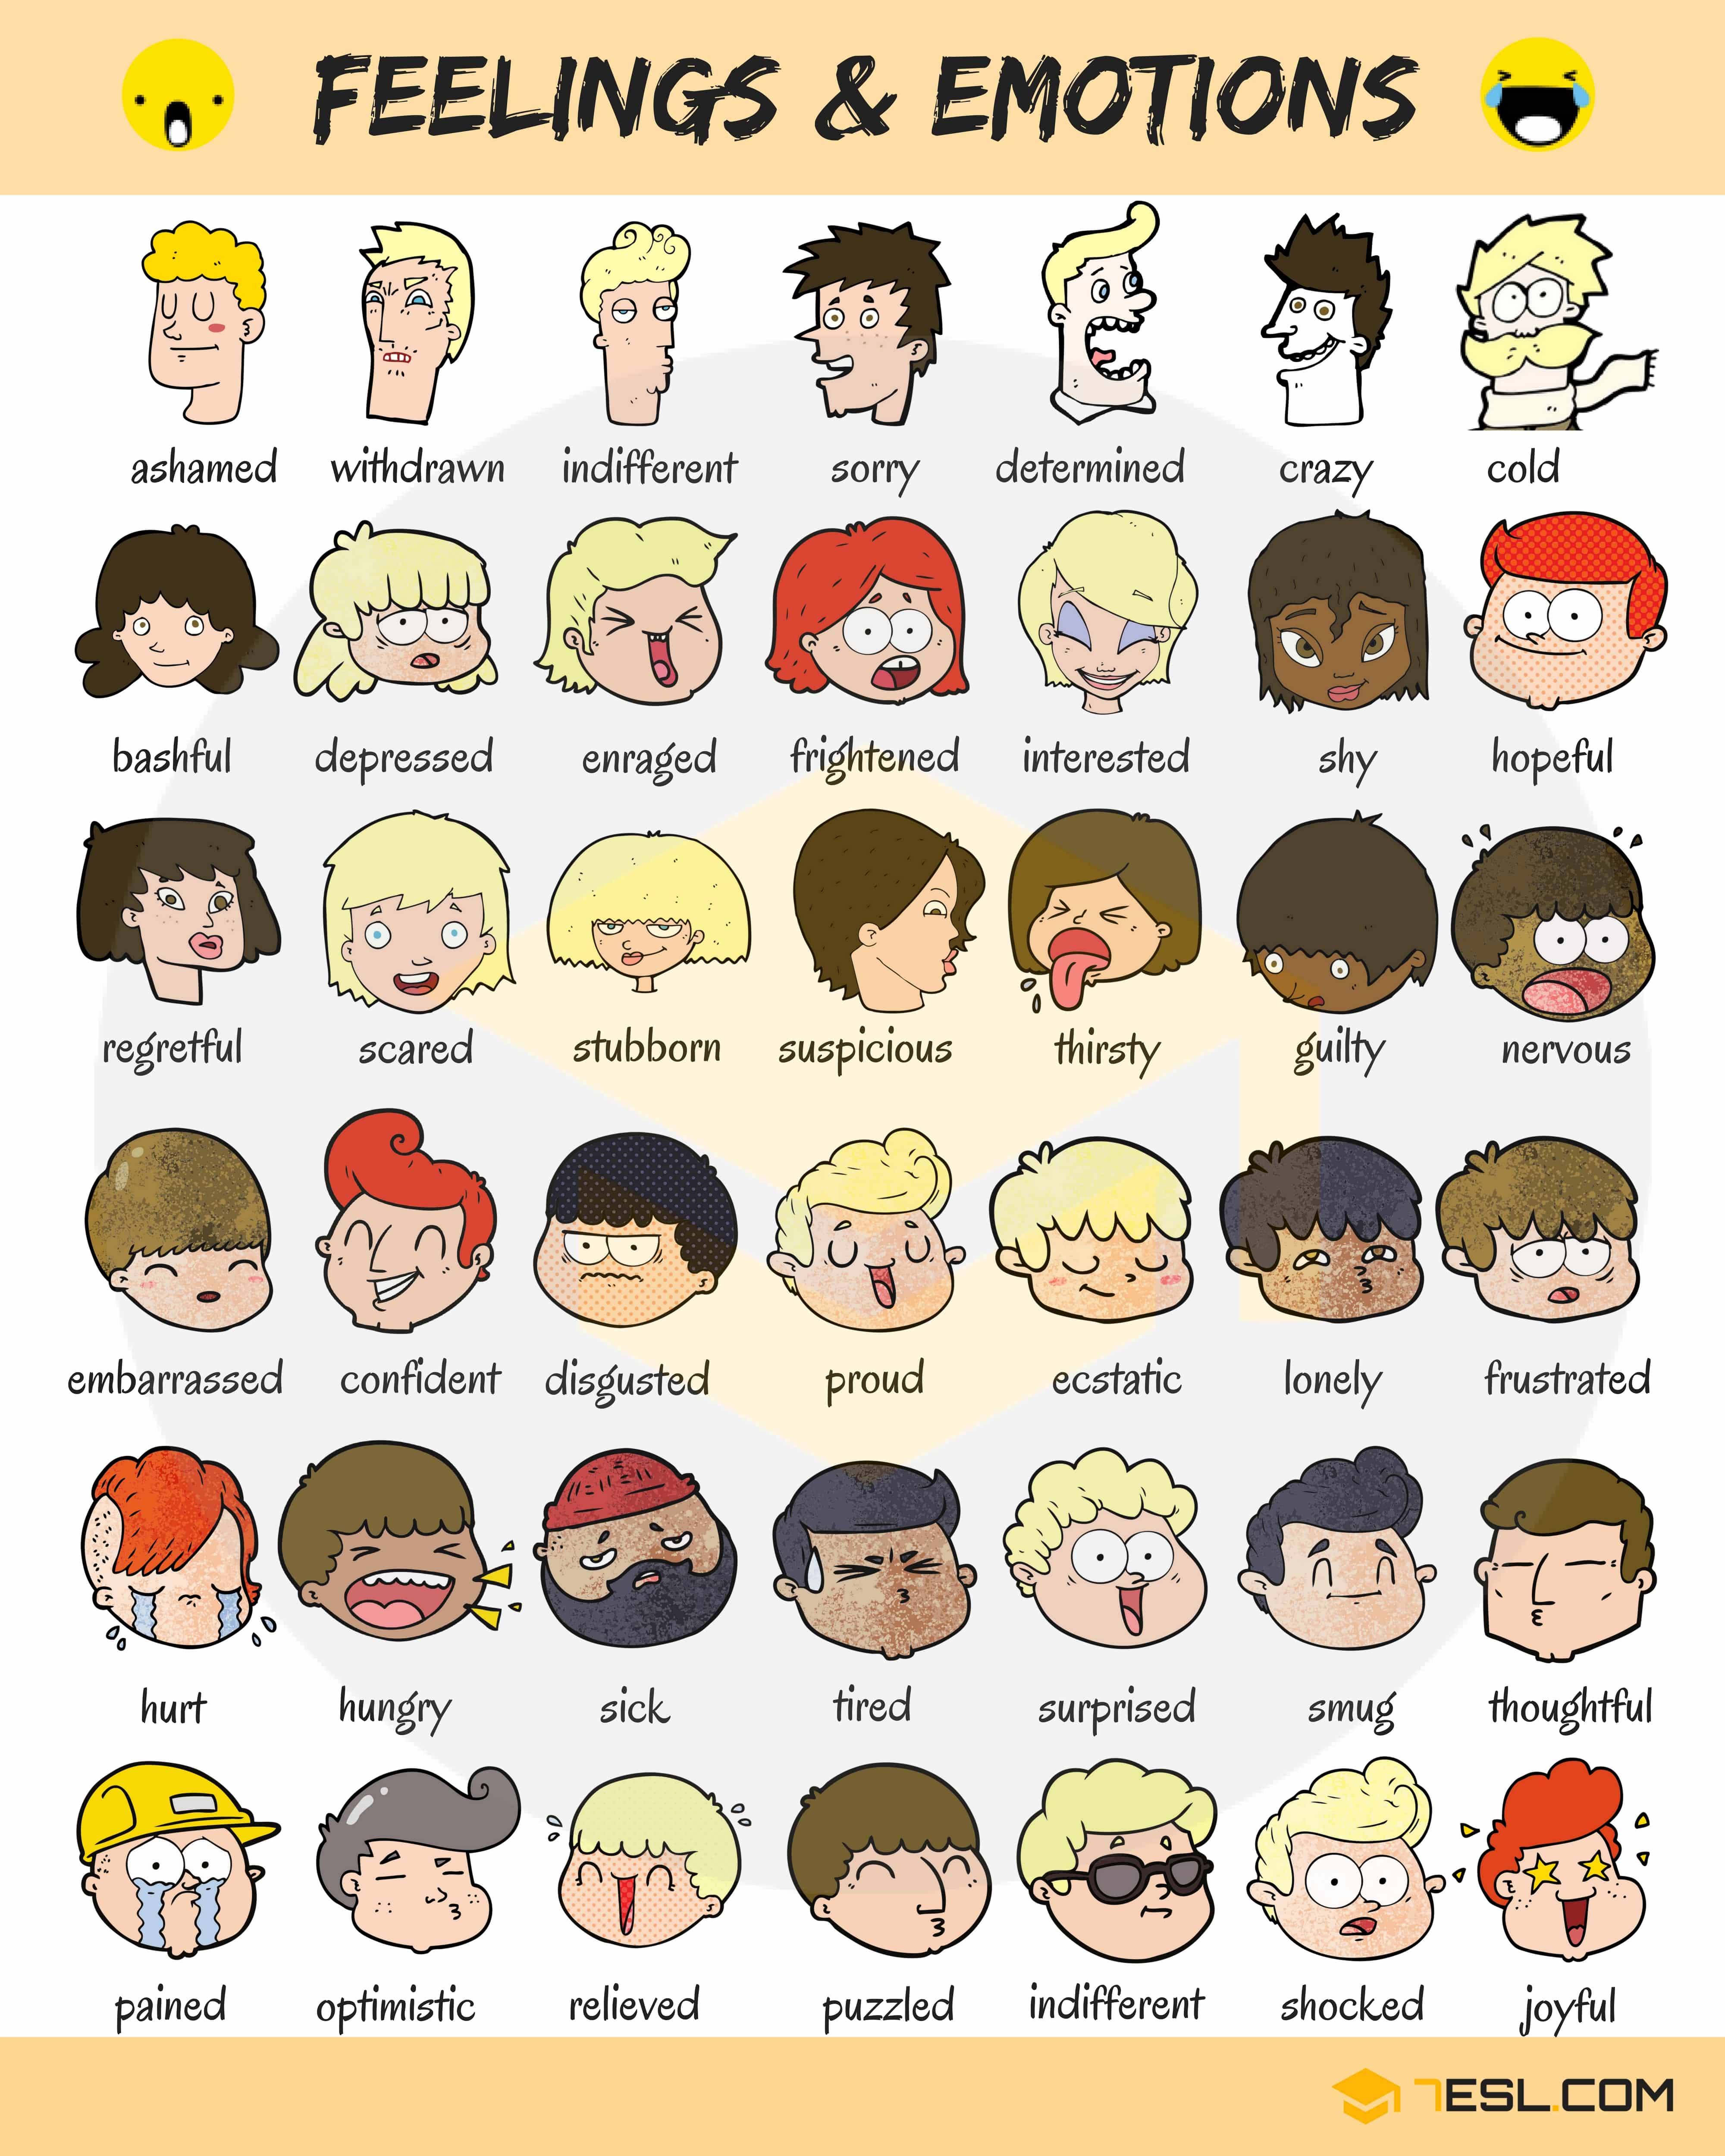 FEELINGS & EMOTIONS
ashamed withdrawn indifferent sorry determined crazy cold
bashful depressed enraged frightened interested shy hopeful
regretful scared stubborn suspicious thirsty guilty nervous
embarrassed confident disgusted proud ecstatic lonely frustrated
hurt hungry sick tired surprised smug thoughtful
pained optimistic relieved puzzled indifferent shocked joyful
7ESL.COM